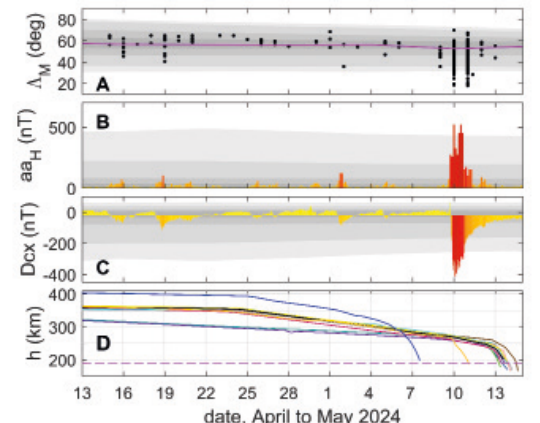 80
60
40
20
Λ_M (deg)
A
500
0
aa_H (nT)
B
0
-200
-400
Dcx (nT)
C
400
300
200
h (km)
D
13 16 19 22 25 28 1 4 7 10 13
date, April to May 2024